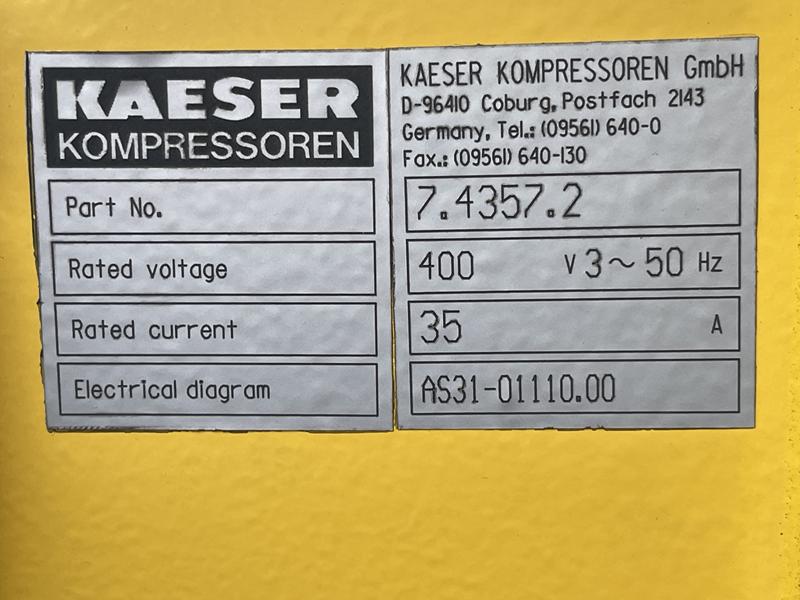 KAESER
KOMPRESSOREN
KAESER KOMPRESSOREN GmbH
D-96410 Coburg, Postfach 2143
Germany, Tel.: (09561) 640-0
Fax.: (09561) 640-130
Part No. 7.4357.2
Rated voltage 400 V 3~ 50 Hz
Rated current 35 A
Electrical diagram AS31-01110.00